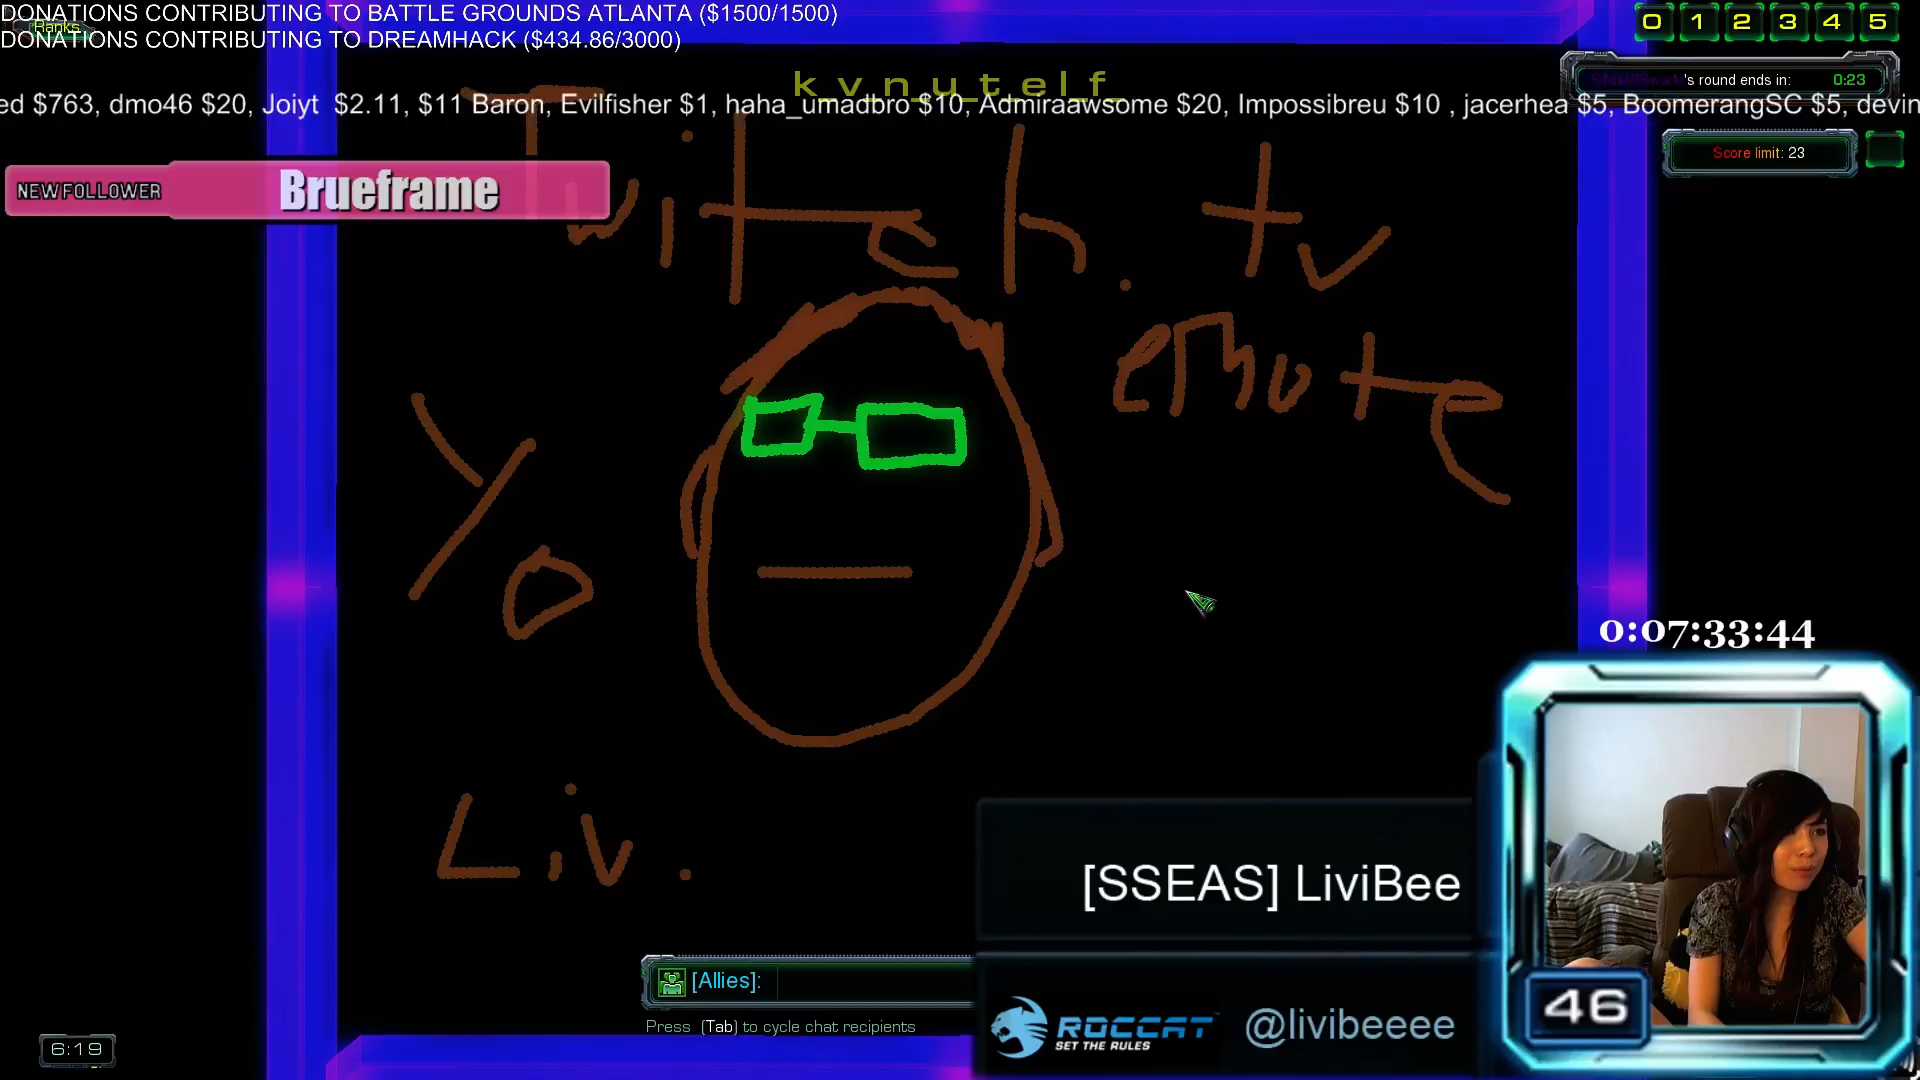 DONATIONS CONTRIBUTING TO BATTLE GROUNDS ATLANTA ($1500/1500)
Ranks
DONATIONS CONTRIBUTING TO DREAMHACK ($434.86/3000)
0 1 2 3 4 5
k_v_n_u_t_e_l_f_
's round ends in: 0:23
ed $763, dmo46 $20, Joiyt $2.11, $11 Baron, Evilfisher $1, haha_umadbro $10, Admiraawsome $20, Impossibreu $10 , jacerhea $5, BoomerangSC $5, devin
Score limit: 23
NEW FOLLOWER Brueframe
Twitch. tv
emote
Yo
Liv.
0:07:33:44
[SSEAS] LiviBee
[Allies]:
Press (Tab) to cycle chat recipients
ROCCAT
SET THE RULES
@livibeeee
46
6:19